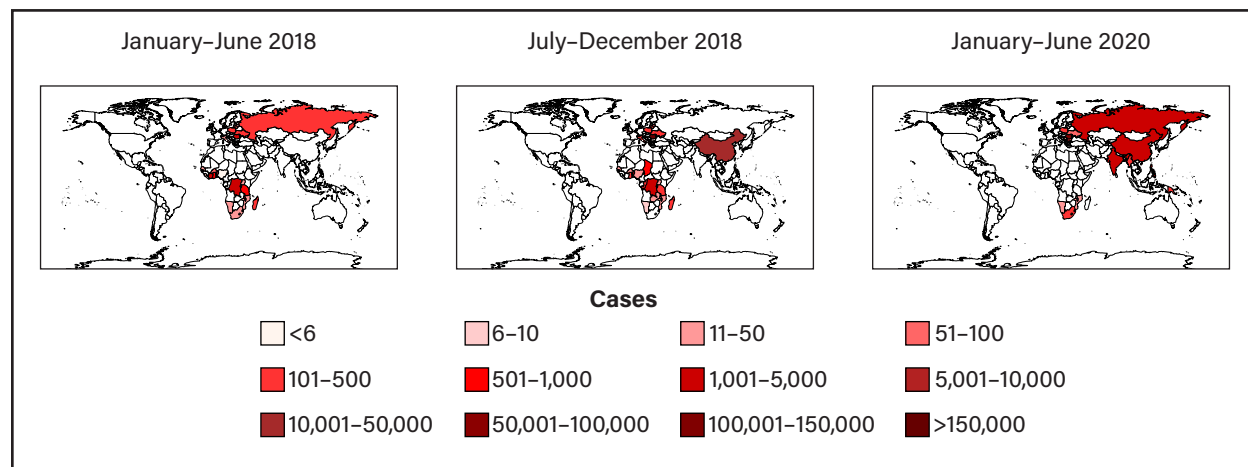 January–June 2018 July–December 2018 January–June 2020
Cases
<6 6–10 11–50 51–100
101–500 501–1,000 1,001–5,000 5,001–10,000
10,001–50,000 50,001–100,000 100,001–150,000 >150,000